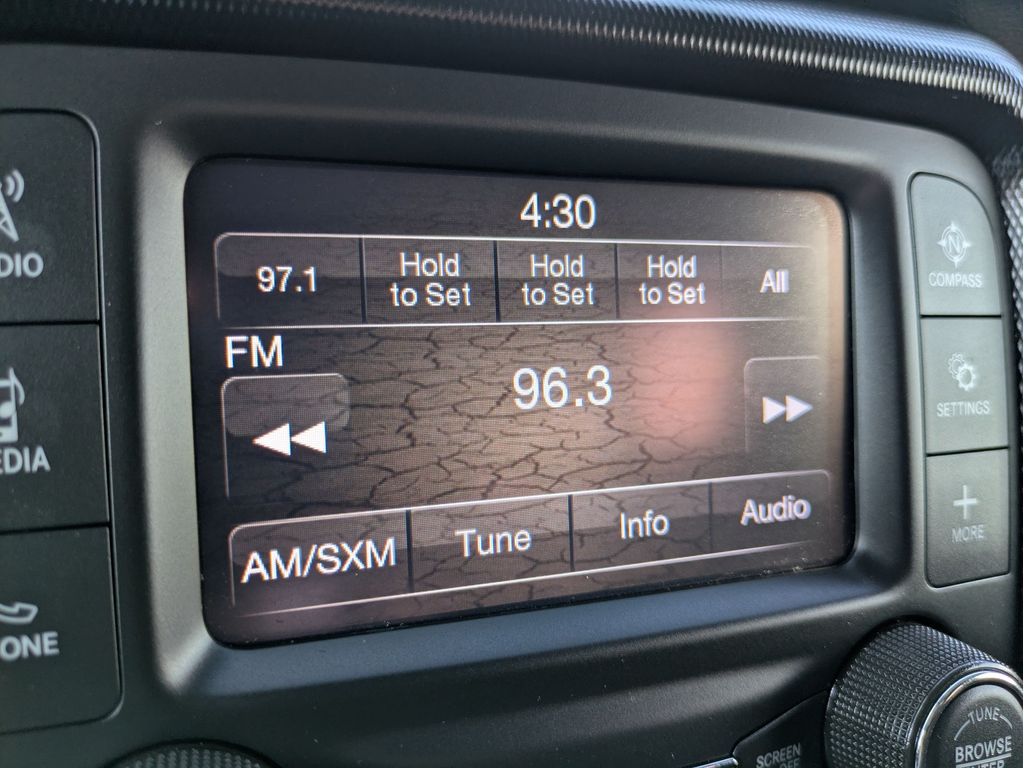 4:30
97.1 Hold to Set Hold to Set Hold to Set All
FM
96.3
AM/SXM Tune Info Audio
DIO
EDIA
ONE
N
COMPASS
SETTINGS
MORE
TUNE
BROWSE
SCREEN